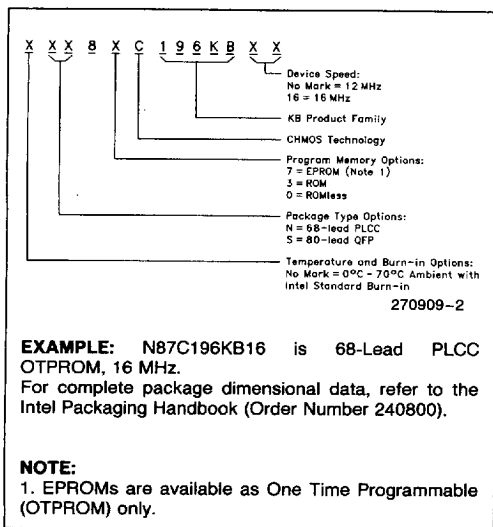 X X X 8 X C 1 9 6 K B X X
Device Speed:
No Mark = 12 MHz
16 = 16 MHz
KB Product Family
CHMOS Technology
Program Memory Options:
7 = EPROM (Note 1)
3 = ROM
0 = ROMless
Package Type Options:
N = 68-lead PLCC
S = 80-lead QFP
Temperature and Burn-in Options:
No Mark = 0°C - 70°C Ambient with
Intel Standard Burn-in
270909-2
EXAMPLE: N87C196KB16 is 68-Lead PLCC
OTPROM, 16 MHz.
For complete package dimensional data, refer to the
Intel Packaging Handbook (Order Number 240800).
NOTE:
1. EPROMs are available as One Time Programmable
(OTPROM) only.